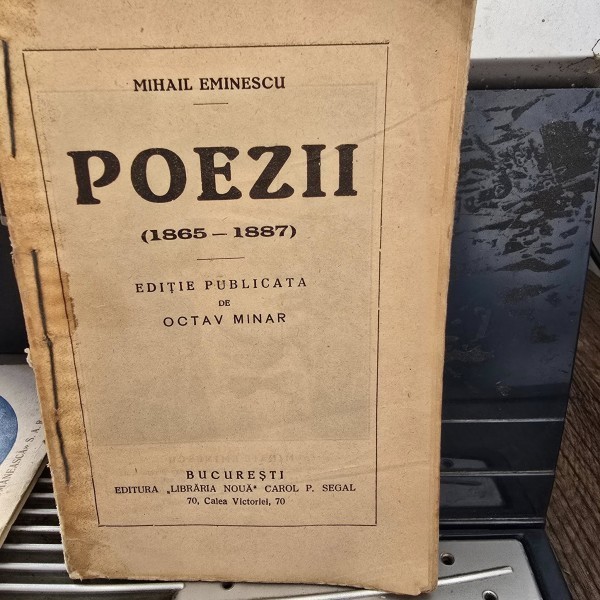 MIHAIL EMINESCU
POEZII
(1865 – 1887)
EDIȚIE PUBLICATA
DE
OCTAV MINAR
BUCUREȘTI
EDITURA „LIBRĂRIA NOUĂ" CAROL P. SEGAL
70, Calea Victoriei, 70
MANEASCĂ" S. A. R.